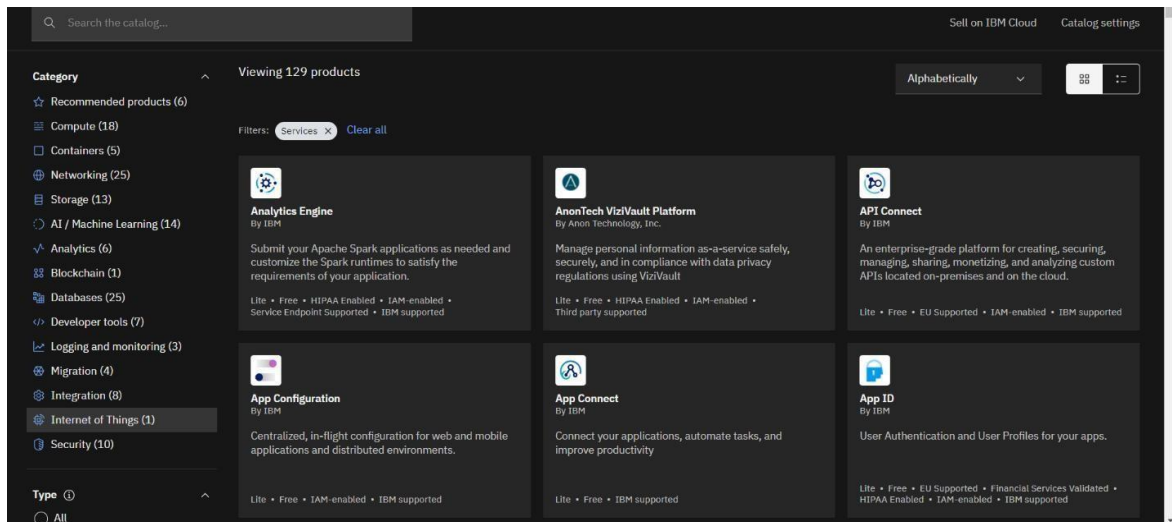 Search the catalog...
Sell on IBM Cloud
Catalog settings
Category
Recommended products (6)
Compute (18)
Containers (5)
Networking (25)
Storage (13)
AI / Machine Learning (14)
Analytics (6)
Blockchain (1)
Databases (25)
Developer tools (7)
Logging and monitoring (3)
Migration (4)
Integration (8)
Internet of Things (1)
Security (10)
Type
All
Viewing 129 products
Alphabetically
Filters: Services × Clear all
Analytics Engine
By IBM
Submit your Apache Spark applications as needed and
customize the Spark runtimes to satisfy the
requirements of your application.
Lite • Free • HIPAA Enabled • IAM-enabled •
Service Endpoint Supported • IBM supported
AnonTech ViziVault Platform
By Anon Technology, Inc.
Manage personal information as-a-service safely,
securely, and in compliance with data privacy
regulations using ViziVault
Lite • Free • HIPAA Enabled • IAM-enabled •
Third party supported
API Connect
By IBM
An enterprise-grade platform for creating, securing,
managing, sharing, monetizing, and analyzing custom
APIs located on-premises and on the cloud.
Lite • Free • EU Supported • IAM-enabled • IBM supported
App Configuration
By IBM
Centralized, in-flight configuration for web and mobile
applications and distributed environments.
Lite • Free • IAM-enabled • IBM supported
App Connect
By IBM
Connect your applications, automate tasks, and
improve productivity
Lite • Free • IBM supported
App ID
By IBM
User Authentication and User Profiles for your apps.
Lite • Free • EU Supported • Financial Services Validated •
HIPAA Enabled • IAM-enabled • IBM supported